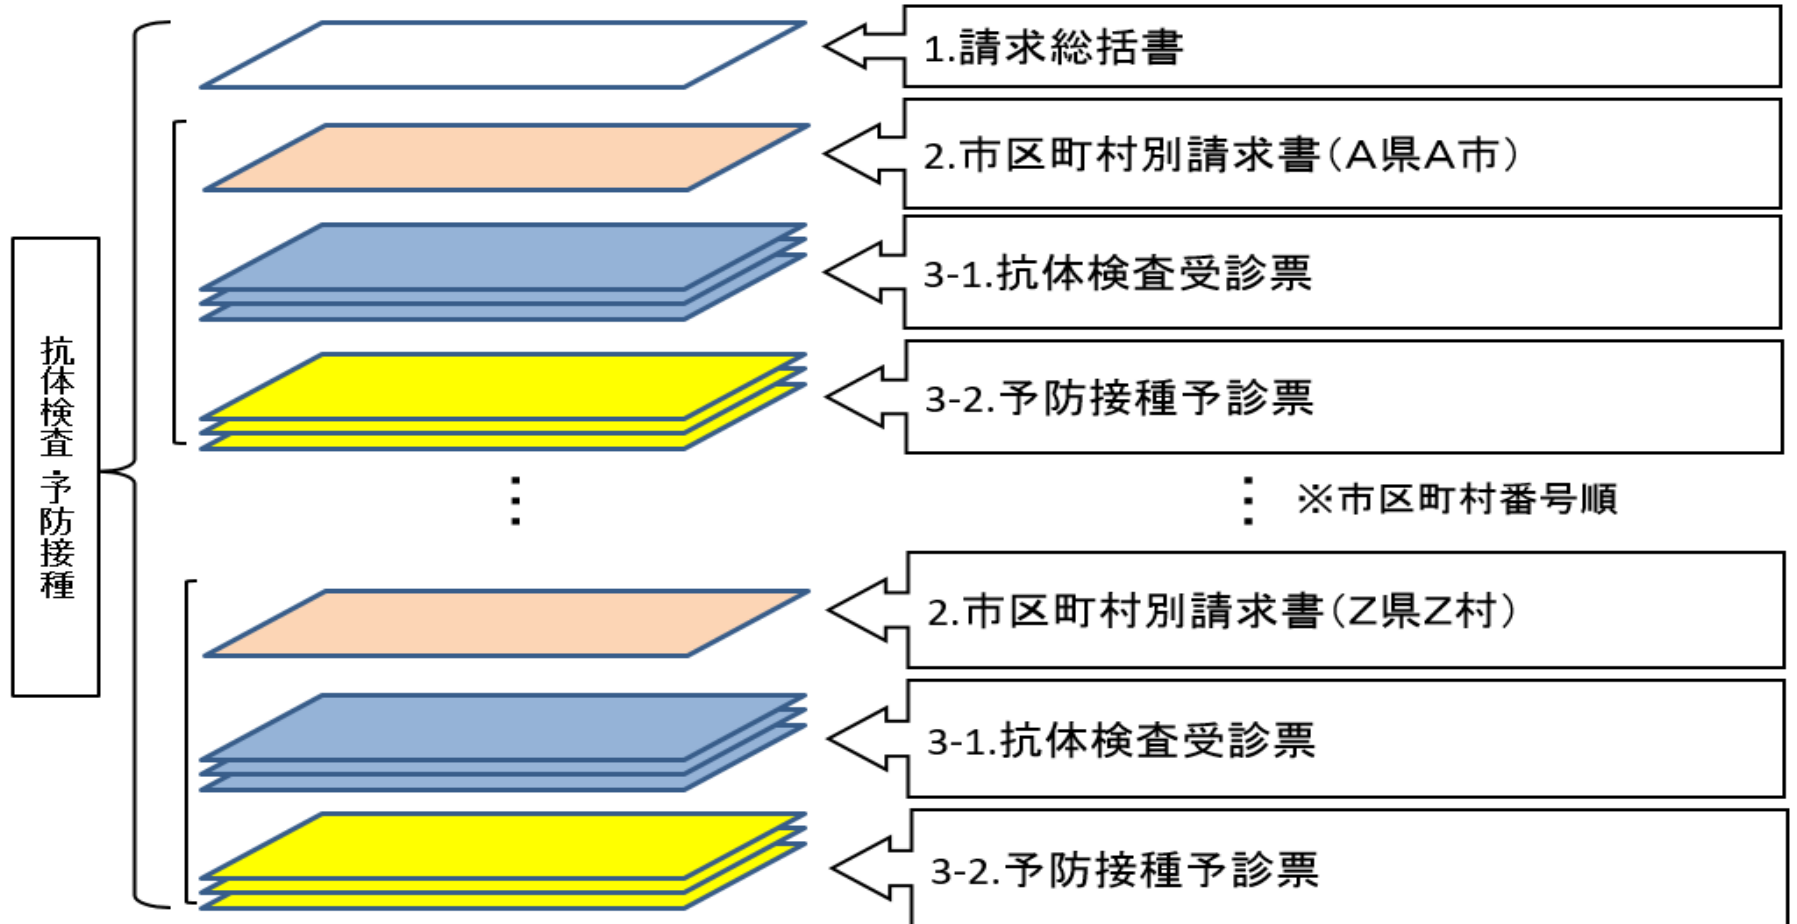 1.請求総括書
2.市区町村別請求書（A県A市）
3-1.抗体検査受診票
3-2.予防接種予診票
抗体検査・予防接種
※市区町村番号順
2.市区町村別請求書（Z県Z村）
3-1.抗体検査受診票
3-2.予防接種予診票